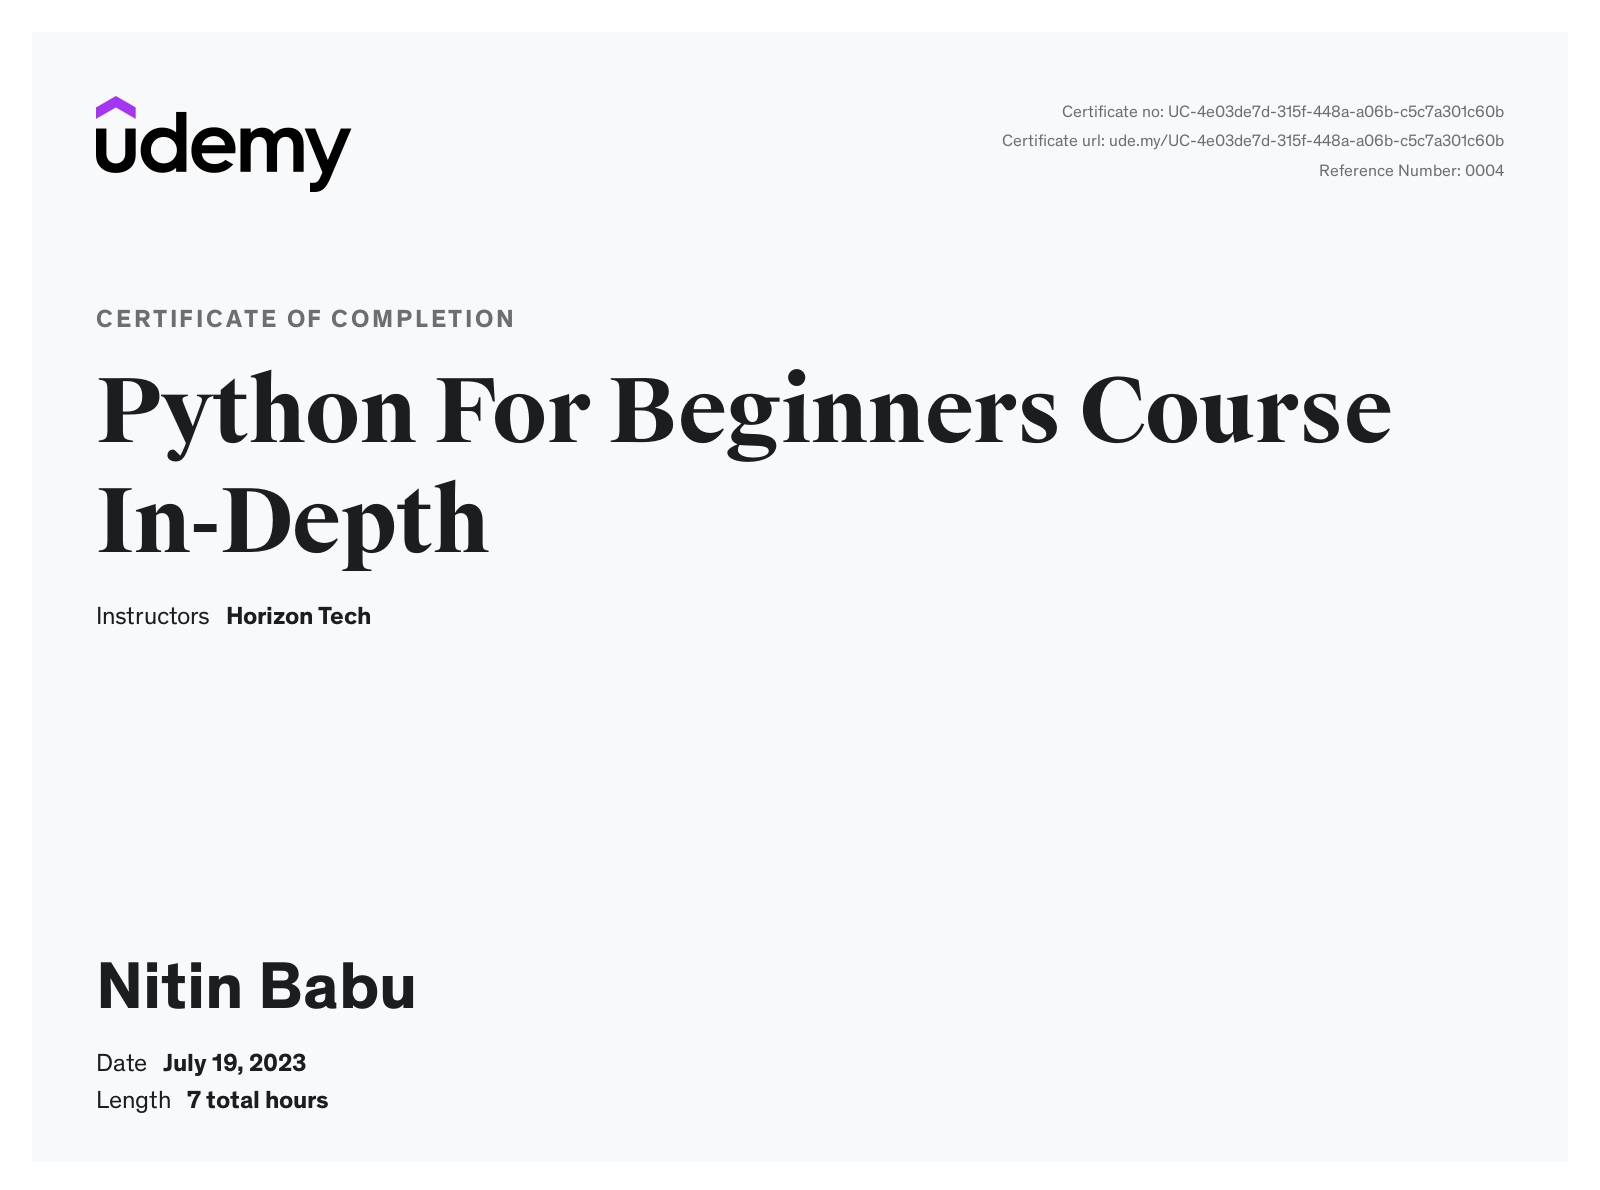 udemy
Certificate no: UC-4e03de7d-315f-448a-a06b-c5c7a301c60b
Certificate url: ude.my/UC-4e03de7d-315f-448a-a06b-c5c7a301c60b
Reference Number: 0004
CERTIFICATE OF COMPLETION
Python For Beginners Course
In-Depth
Instructors Horizon Tech
Nitin Babu
Date July 19, 2023
Length 7 total hours